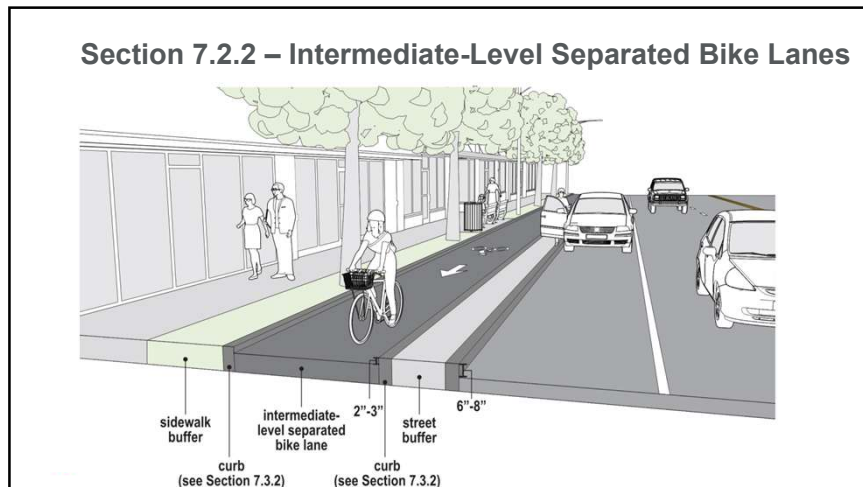 Section 7.2.2 – Intermediate-Level Separated Bike Lanes
sidewalk
buffer
curb
(see Section 7.3.2)
intermediate-
level separated
bike lane
2”-3”
curb
(see Section 7.3.2)
street
buffer
6”-8”